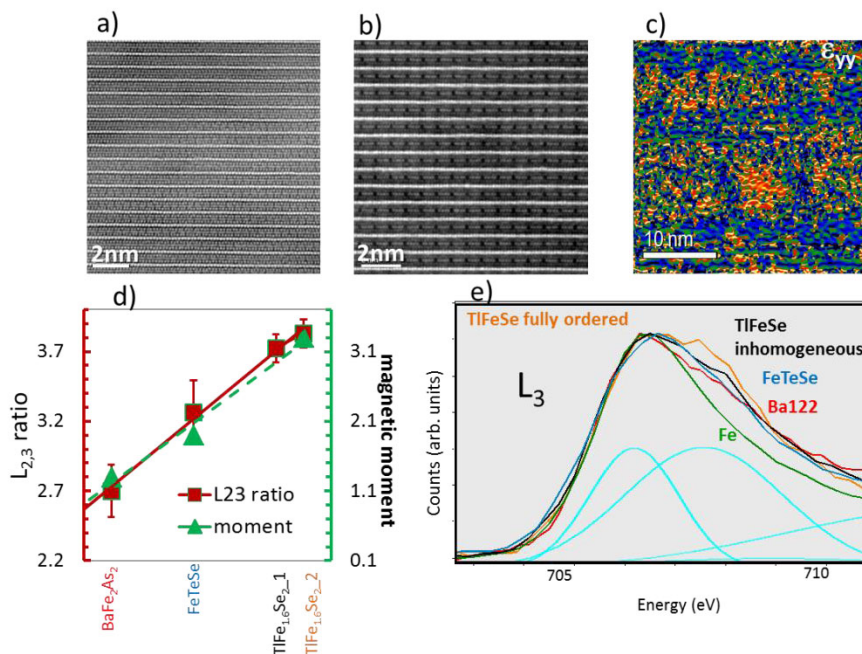 a)
b)
c)
2nm
2nm
εyy
10 nm
d)
L2,3 ratio
3.7
3.2
2.7
2.2
3.1
2.1
1.1
0.1
magnetic moment
L23 ratio
moment
BaFe2As2
FeTeSe
TlFe1.6Se2_1
TlFe1.6Se2_2
e)
TlFeSe fully ordered
TlFeSe
inhomogeneous
FeTeSe
Ba122
Fe
L3
Counts (arb. units)
705
710
Energy (eV)